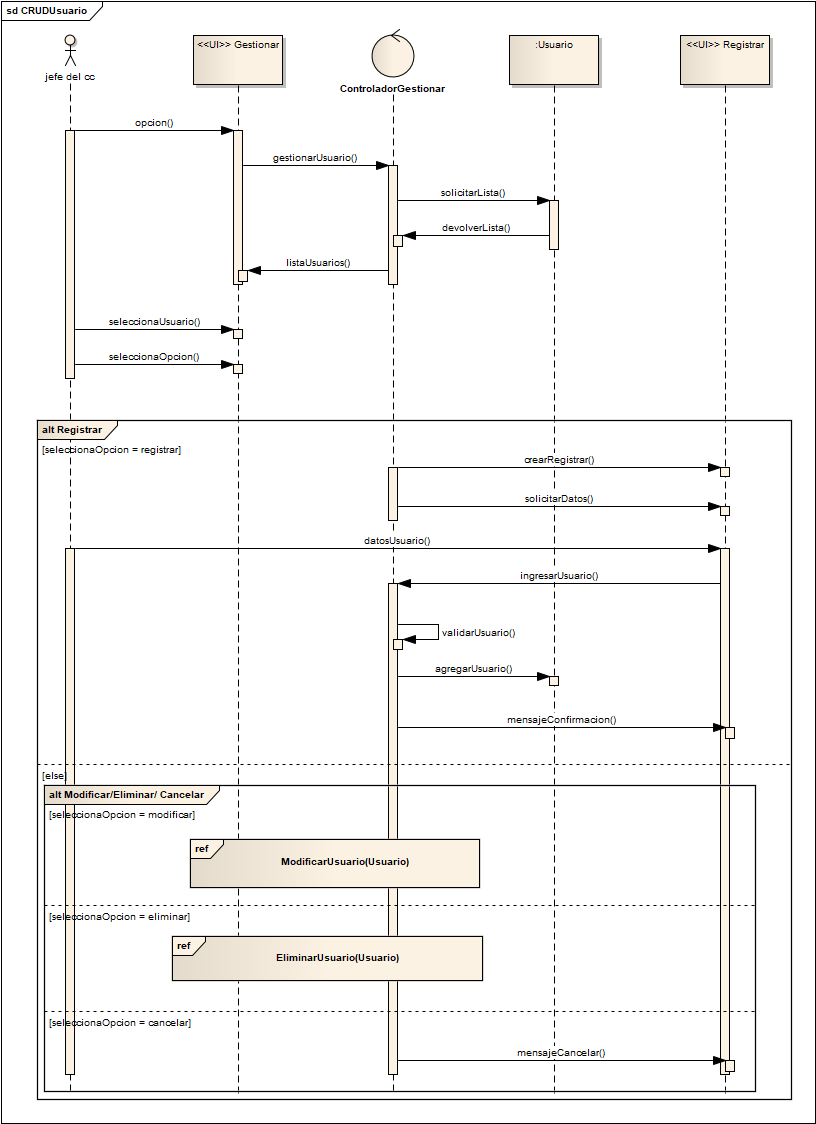 sd CRUDUsuario
jefe del cc
<<UI>> Gestionar
ControladorGestionar
:Usuario
<<UI>> Registrar
opcion()
gestionarUsuario()
solicitarLista()
devolverLista()
listaUsuarios()
seleccionaUsuario()
seleccionaOpcion()
alt Registrar
[seleccionaOpcion = registrar]
crearRegistrar()
solicitarDatos()
datosUsuario()
ingresarUsuario()
validarUsuario()
agregarUsuario()
mensajeConfirmacion()
[else]
alt Modificar/Eliminar/ Cancelar
[seleccionaOpcion = modificar]
ref
ModificarUsuario(Usuario)
[seleccionaOpcion = eliminar]
ref
EliminarUsuario(Usuario)
[seleccionaOpcion = cancelar]
mensajeCancelar()